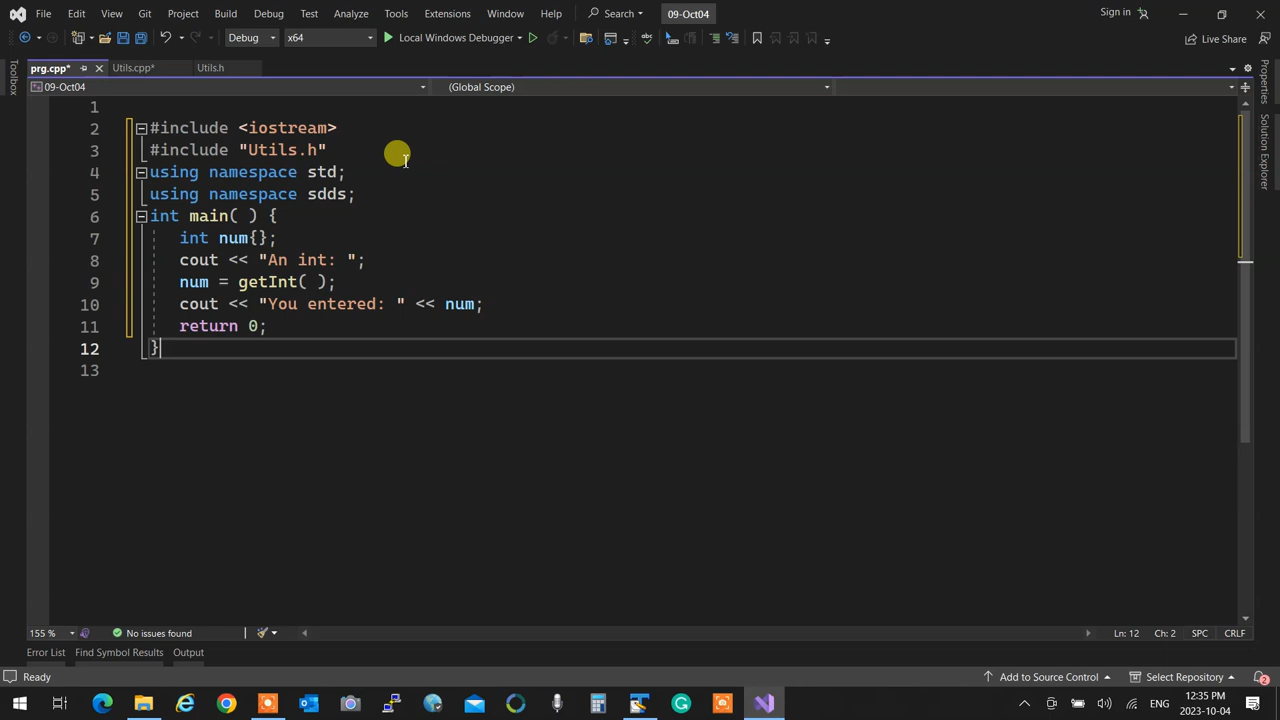 File Edit View Git Project Build Debug Test Analyze Tools Extensions Window Help Search 09-Oct04 Sign in
Debug x64 Local Windows Debugger Live Share
prg.cpp* Utils.cpp* Utils.h
09-Oct04 (Global Scope)
Toolbox
Properties
Solution Explorer
1
2 #include <iostream>
3 #include "Utils.h"
4 using namespace std;
5 using namespace sdds;
6 int main( ) {
7 int num{};
8 cout << "An int: ";
9 num = getInt( );
10 cout << "You entered: " << num;
11 return 0;
12 }
13
155 % No issues found Ln: 12 Ch: 2 SPC CRLF
Error List Find Symbol Results Output
Ready Add to Source Control Select Repository 2
ENG 12:35 PM
2023-10-04